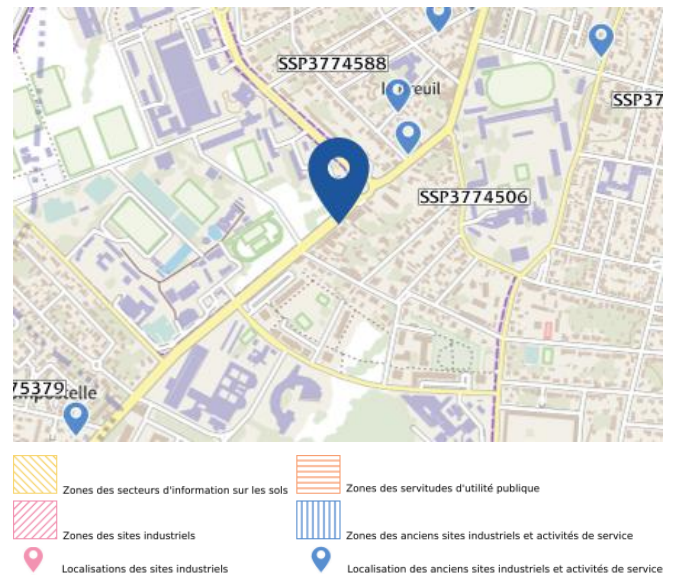 SSP3774588
SSP37
SSP3774506
75379
Zones des secteurs d'information sur les sols
Zones des servitudes d'utilité publique
Zones des sites industriels
Zones des anciens sites industriels et activités de service
Localisations des sites industriels
Localisation des anciens sites industriels et activités de service